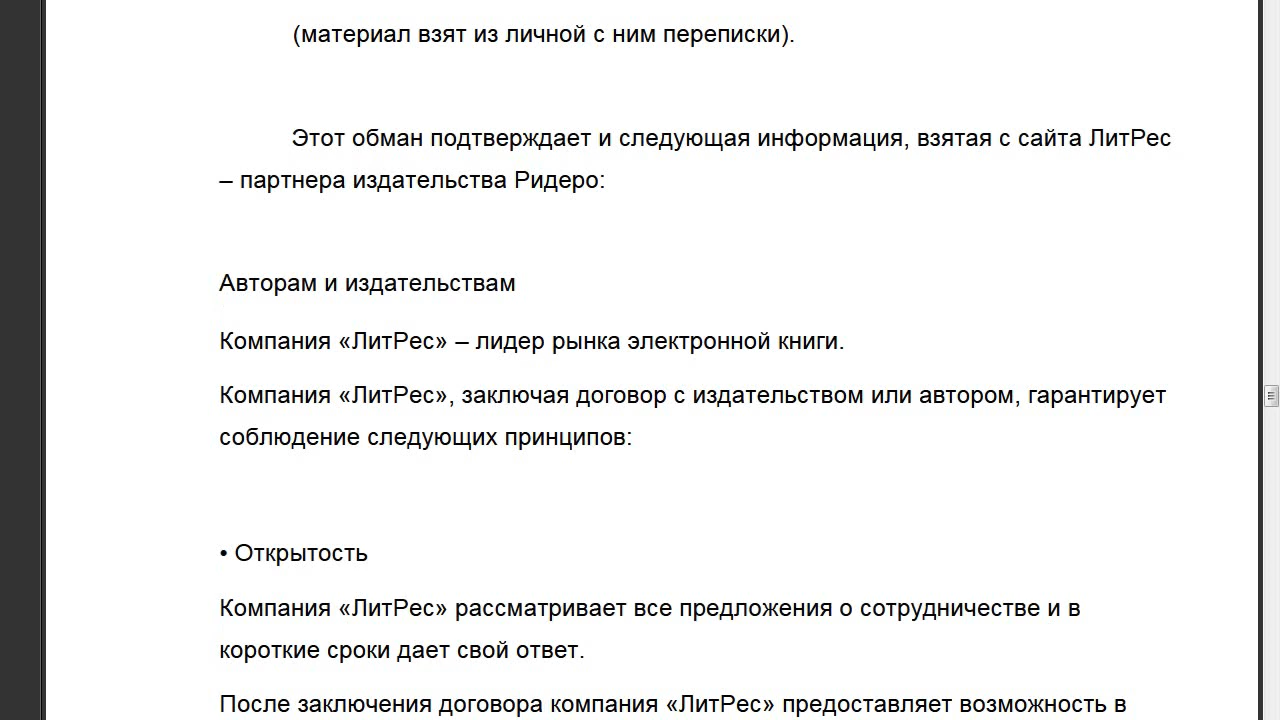 (материал взят из личной с ним переписки).
Этот обман подтверждает и следующая информация, взятая с сайта ЛитРес
– партнера издательства Ридеро:
Авторам и издательствам
Компания «ЛитРес» – лидер рынка электронной книги.
Компания «ЛитРес», заключая договор с издательством или автором, гарантирует
соблюдение следующих принципов:
• Открытость
Компания «ЛитРес» рассматривает все предложения о сотрудничестве и в
короткие сроки дает свой ответ.
После заключения договора компания «ЛитРес» предоставляет возможность в